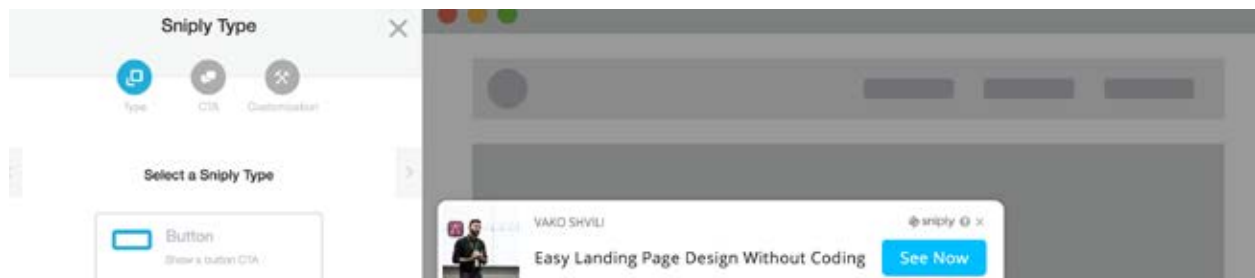 Sniply Type
Type CTA Customization
Select a Sniply Type
Button
Show a button CTA
VAKO SHVILI
sniply
Easy Landing Page Design Without Coding
See Now